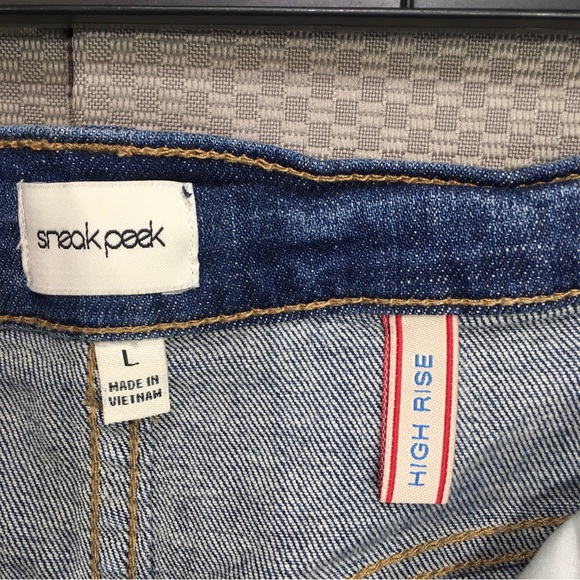 sneak peek
L
MADE IN
VIETNAM
HIGH RISE